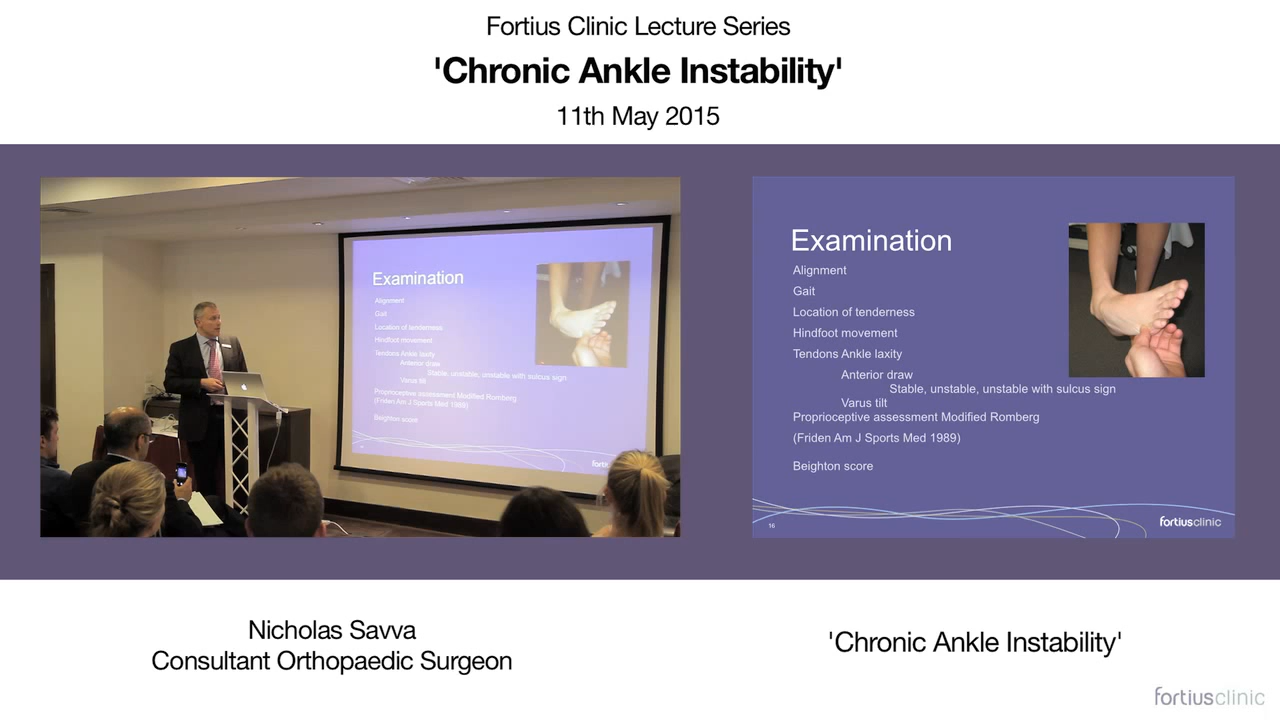 Fortius Clinic Lecture Series
'Chronic Ankle Instability'
11th May 2015
Examination
Alignment
Gait
Location of tenderness
Hindfoot movement
Tendons Ankle laxity
Anterior draw
Stable, unstable, unstable with sulcus sign
Varus tilt
Proprioceptive assessment Modified Romberg
(Friden Am J Sports Med 1989)
Beighton score
Examination
Alignment
Gait
Location of tenderness
Hindfoot movement
Tendons Ankle laxity
Anterior draw
Stable, unstable, unstable with sulcus sign
Varus tilt
Proprioceptive assessment Modified Romberg
(Friden Am J Sports Med 1989)
Beighton score
16
fortiusclinic
Nicholas Savva
Consultant Orthopaedic Surgeon
'Chronic Ankle Instability'
fortiusclinic